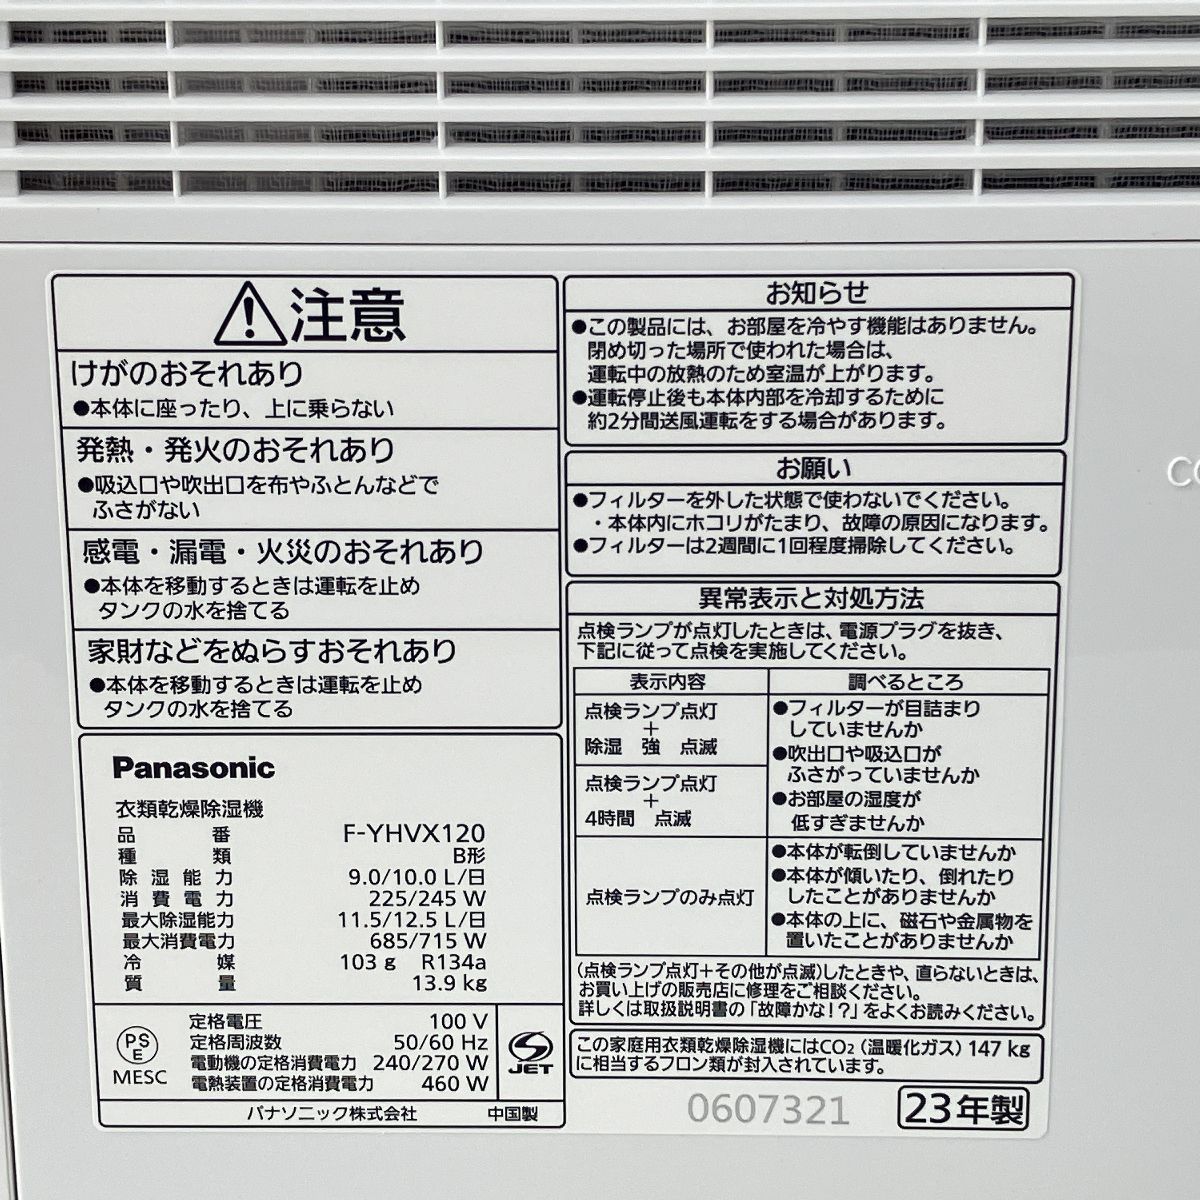 注意
けがのおそれあり
●本体に座ったり、上に乗らない
発熱・発火のおそれあり
●吸込口や吹出口を布やふとんなどで
ふさがない
感電・漏電・火災のおそれあり
●本体を移動するときは運転を止め
タンクの水を捨てる
家財などをぬらすおそれあり
●本体を移動するときは運転を止め
タンクの水を捨てる
Panasonic
衣類乾燥除湿機
品番 F-YHVX120
種類 B形
除湿能力 9.0/10.0 L/日
消費電力 225/245 W
最大除湿能力 11.5/12.5 L/日
最大消費電力 685/715 W
冷媒 103 g R134a
質量 13.9 kg
PS
E
MESC
定格電圧 100 V
定格周波数 50/60 Hz
電動機の定格消費電力 240/270 W
電熱装置の定格消費電力 460 W
JET
パナソニック株式会社 中国製
お知らせ
●この製品には、お部屋を冷やす機能はありません。
閉め切った場所で使われた場合は、
運転中の放熱のため室温が上がります。
●運転停止後も本体内部を冷却するために
約2分間送風運転をする場合があります。
お願い
●フィルターを外した状態で使わないでください。
・本体内にホコリがたまり、故障の原因になります。
●フィルターは2週間に1回程度掃除してください。
異常表示と対処方法
点検ランプが点灯したときは、電源プラグを抜き、
下記に従って点検を実施してください。
表示内容 調べるところ
点検ランプ点灯
+
除湿 強 点滅
点検ランプ点灯
+
4時間 点滅
●フィルターが目詰まり
していませんか
●吹出口や吸込口が
ふさがっていませんか
●お部屋の湿度が
低すぎませんか
点検ランプのみ点灯
●本体が転倒していませんか
●本体が傾いたり、倒れたり
したことがありませんか
●本体の上に、磁石や金属物を
置いたことがありませんか
(点検ランプ点灯+その他が点滅)したときや、直らないときは、
お買い上げの販売店に修理をご相談ください。
詳しくは取扱説明書の「故障かな!?」をよくお読みください。
この家庭用衣類乾燥除湿機にはCO₂(温暖化ガス)147 kg
に相当するフロン類が封入されています。
0607321
23年製